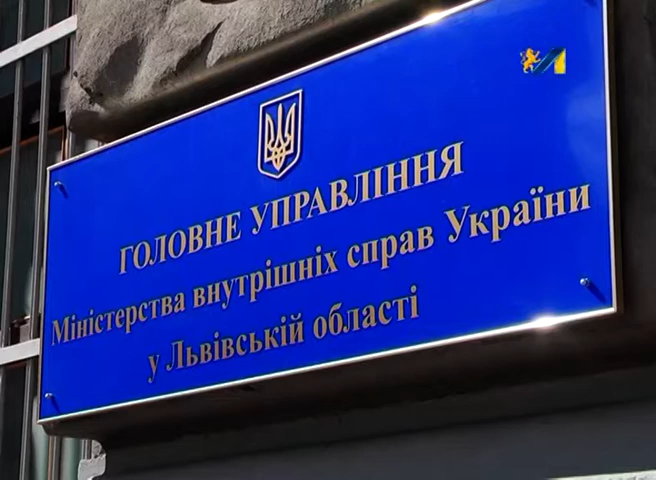 ГОЛОВНЕ УПРАВЛІННЯ
Міністерства внутрішніх справ України
у Львівській області